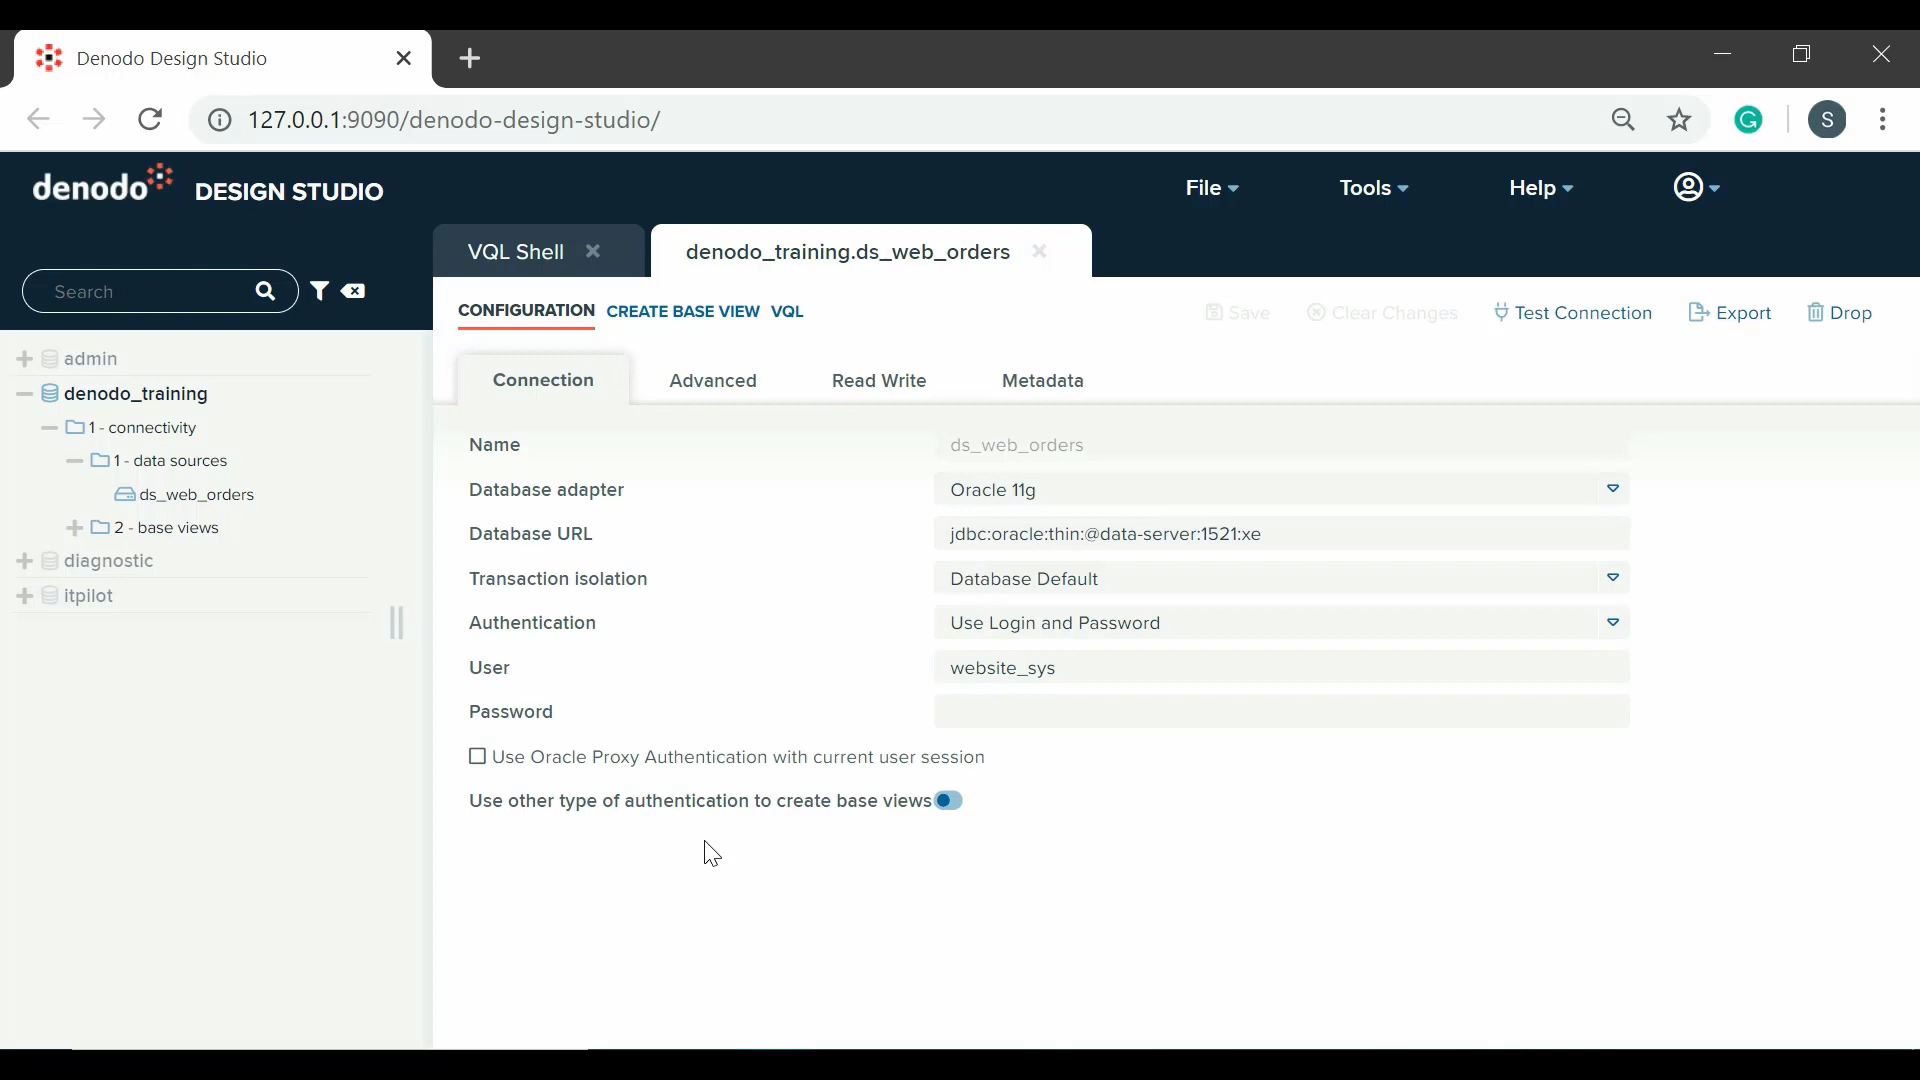 Denodo Design Studio
127.0.0.1:9090/denodo-design-studio/
S
denodo DESIGN STUDIO
File
Tools
Help
VQL Shell
denodo_training.ds_web_orders
Search
CONFIGURATION CREATE BASE VIEW VQL
Save
Clear Changes
Test Connection
Export
Drop
admin
denodo_training
1 - connectivity
1 - data sources
ds_web_orders
2 - base views
diagnostic
itpilot
Connection
Advanced
Read Write
Metadata
Name ds_web_orders
Database adapter Oracle 11g
Database URL jdbc:oracle:thin:@data-server:1521:xe
Transaction isolation Database Default
Authentication Use Login and Password
User website_sys
Password
Use Oracle Proxy Authentication with current user session
Use other type of authentication to create base views